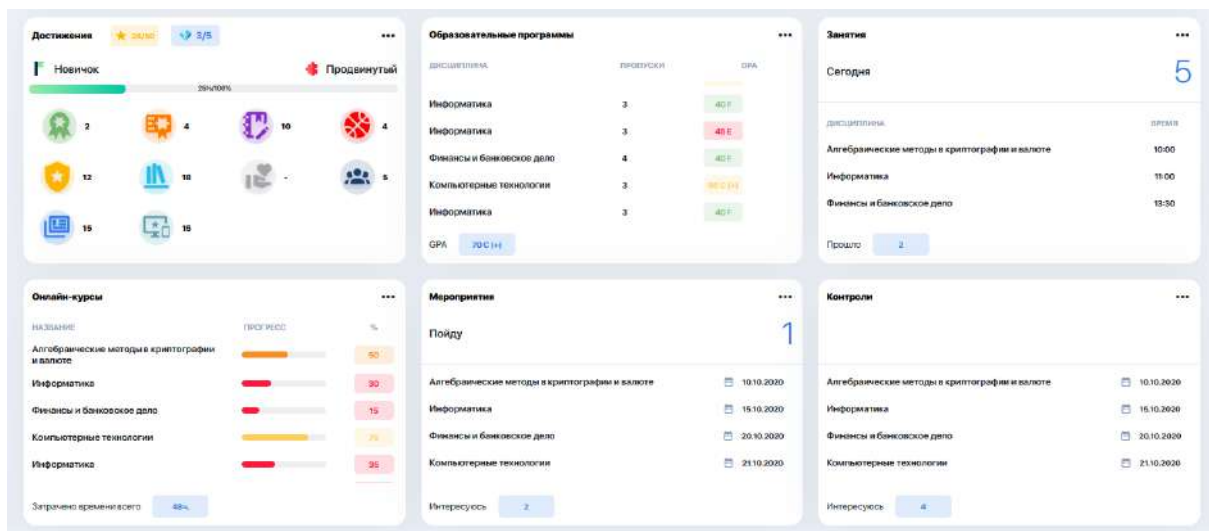 Достижения
3/5
Новичок
Продвинутый
2
4
10
4
12
18
-
5
15
15
Образовательные программы
ДИСЦИПЛИНА ПРОПУСКИ GPA
Информатика 3 40 F
Информатика 3
Финансы и банковское дело 4 40 F
Компьютерные технологии 3
Информатика 3 40 F
GPA 70 C (+)
Занятия
Сегодня 5
ДИСЦИПЛИНА ВРЕМЯ
Алгебраические методы в криптографии и валюте 10:00
Информатика 11:00
Финансы и банковское дело 13:30
Прошло 2
Онлайн-курсы
НАЗВАНИЕ ПРОГРЕСС %
Алгебраические методы в криптографии
и валюте 50
Информатика 30
Финансы и банковское дело 15
Компьютерные технологии
Информатика 35
Затрачено времени всего 48ч.
Мероприятия
Пойду 1
Алгебраические методы в криптографии и валюте 10.10.2020
Информатика 15.10.2020
Финансы и банковское дело 20.10.2020
Компьютерные технологии 21.10.2020
Интересуюсь 2
Контроли
Алгебраические методы в криптографии и валюте 10.10.2020
Информатика 15.10.2020
Финансы и банковское дело 20.10.2020
Компьютерные технологии 21.10.2020
Интересуюсь 4